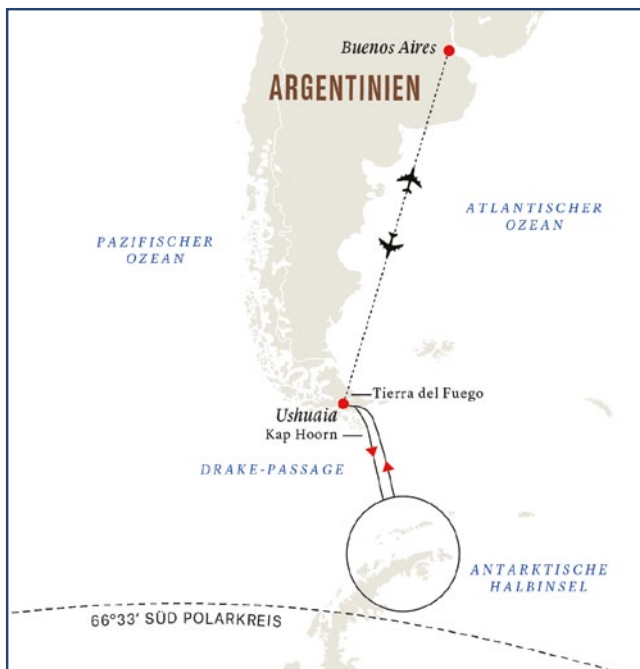 Buenos Aires
ARGENTINIEN
ATLANTISCHER
OZEAN
PAZIFISCHER
OZEAN
Tierra del Fuego
Ushuaia
Kap Hoorn
DRAKE-PASSAGE
ANTARKTISCHE
HALBINSEL
66°33' SÜD POLARKREIS